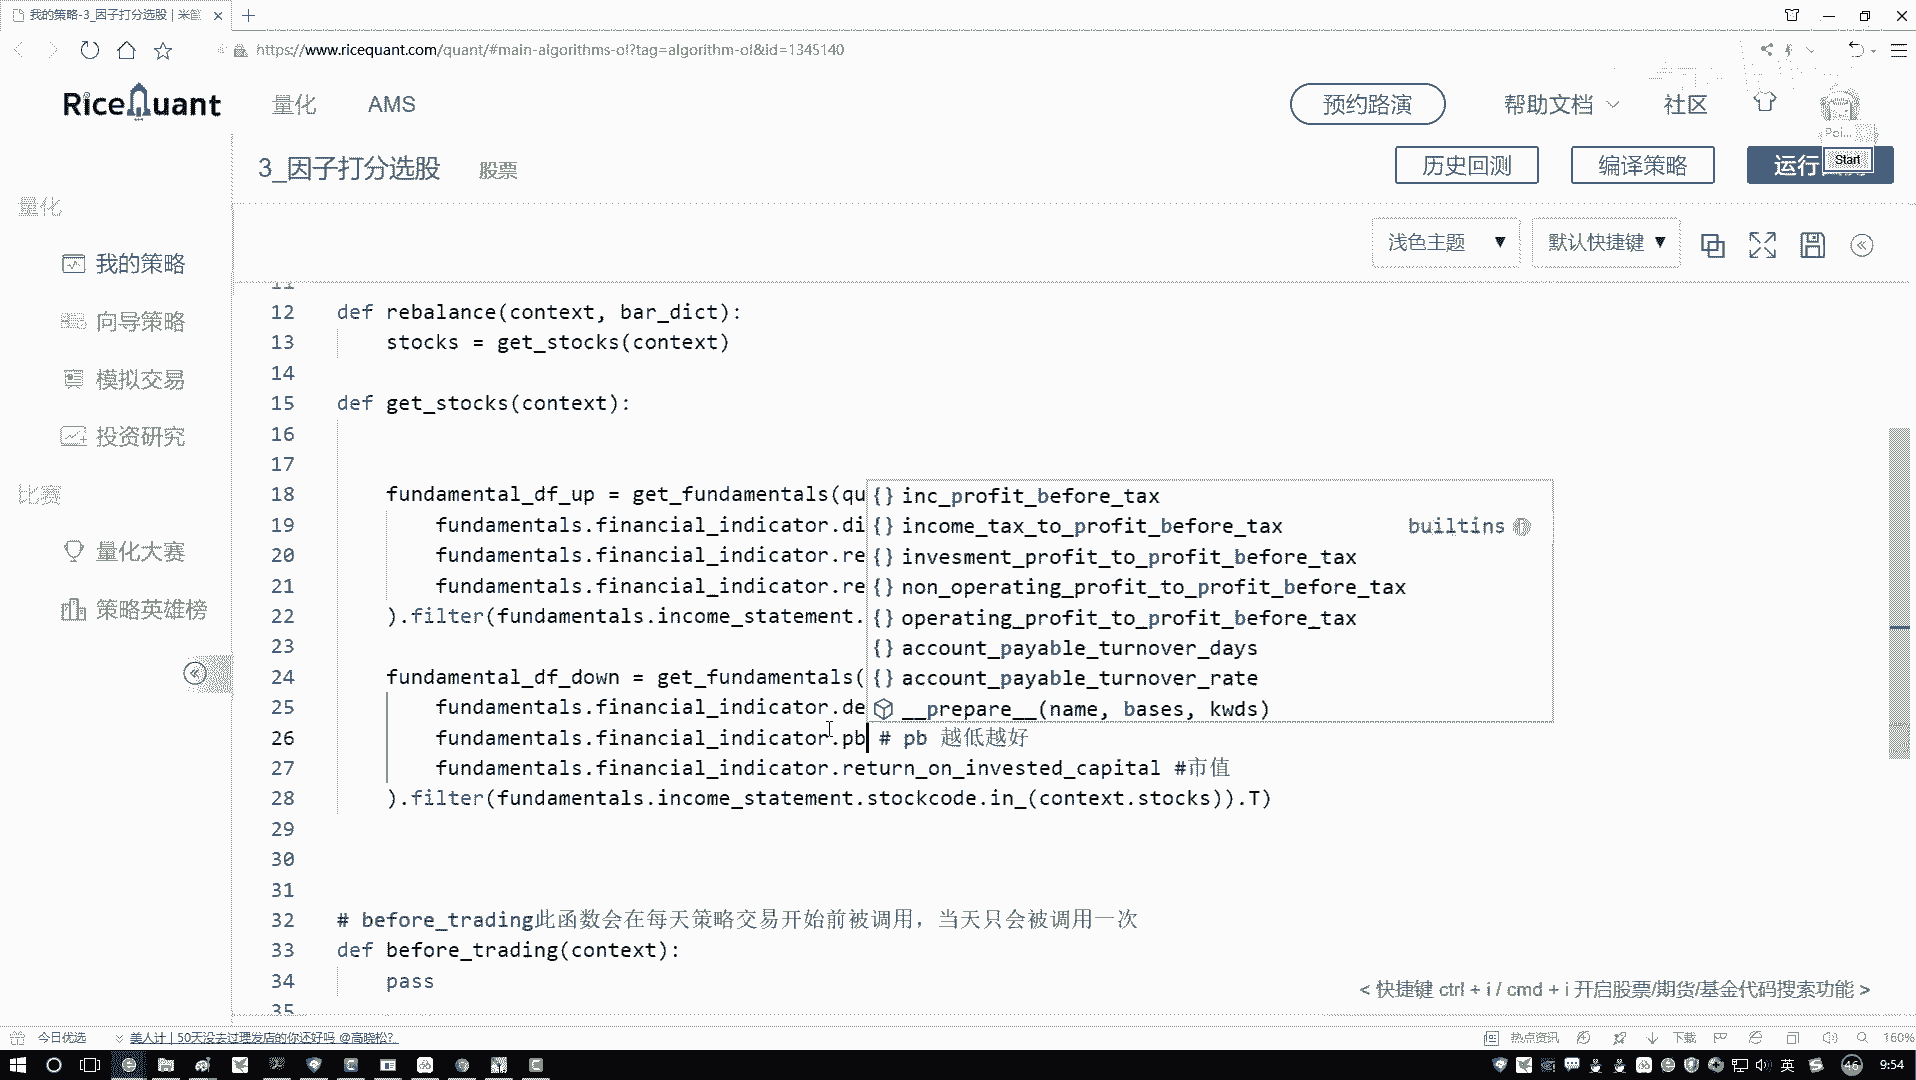 我的策略-3_因子打分选股 | 米筐
https://www.ricequant.com/quant/#main-algorithms-ol?tag=algorithm-ol&id=1345140
RiceQuant
量化
AMS
预约路演
帮助文档
社区
Poi...
3_因子打分选股
股票
历史回测
编译策略
运行
Start
量化
我的策略
向导策略
模拟交易
投资研究
比赛
量化大赛
策略英雄榜
浅色主题
默认快捷键
11
12 def rebalance(context, bar_dict):
13 stocks = get_stocks(context)
14
15 def get_stocks(context):
16
17
18 fundamental_df_up = get_fundamentals(qu
19 fundamentals.financial_indicator.di
20 fundamentals.financial_indicator.re
21 fundamentals.financial_indicator.re
22 ).filter(fundamentals.income_statement.
23
24 fundamental_df_down = get_fundamentals(
25 fundamentals.financial_indicator.de
26 fundamentals.financial_indicator.pb # pb 越低越好
27 fundamentals.financial_indicator.return_on_invested_capital #市值
28 ).filter(fundamentals.income_statement.stockcode.in_(context.stocks)).T)
29
30
31
32 # before_trading此函数会在每天策略交易开始前被调用，当天只会被调用一次
33 def before_trading(context):
34 pass
35
{} inc_profit_before_tax
{} income_tax_to_profit_before_tax builtins
{} invesment_profit_to_profit_before_tax
{} non_operating_profit_to_profit_before_tax
{} operating_profit_to_profit_before_tax
{} account_payable_turnover_days
{} account_payable_turnover_rate
__prepare__(name, bases, kwds)
< 快捷键 ctrl + i / cmd + i 开启股票/期货/基金代码搜索功能 >
今日优选
美人计 | 50天没去过理发店的你还好吗 @高晓松?
热点资讯
下载
160%
英
46
9:54